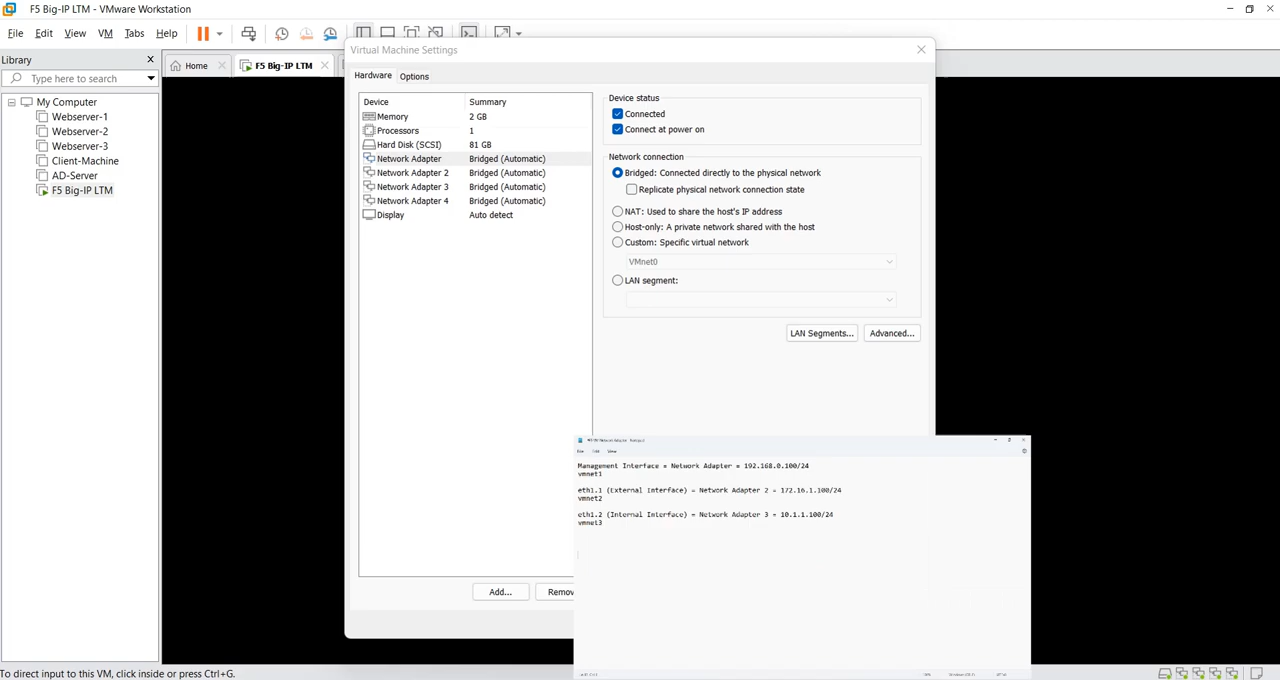 F5 Big-IP LTM - VMware Workstation
File Edit View VM Tabs Help
Library
Type here to search
My Computer
Webserver-1
Webserver-2
Webserver-3
Client-Machine
AD-Server
F5 Big-IP LTM
Home
F5 Big-IP LTM
Virtual Machine Settings
Hardware Options
Device Summary
Memory 2 GB
Processors 1
Hard Disk (SCSI) 81 GB
Network Adapter Bridged (Automatic)
Network Adapter 2 Bridged (Automatic)
Network Adapter 3 Bridged (Automatic)
Network Adapter 4 Bridged (Automatic)
Display Auto detect
Add...
Remov
Device status
Connected
Connect at power on
Network connection
Bridged: Connected directly to the physical network
Replicate physical network connection state
NAT: Used to share the host's IP address
Host-only: A private network shared with the host
Custom: Specific virtual network
VMnet0
LAN segment:
LAN Segments... Advanced...
File Edit View
Management Interface = Network Adapter = 192.168.0.100/24
vmnet1
eth1.1 (External Interface) = Network Adapter 2 = 172.16.1.100/24
vmnet2
eth1.2 (Internal Interface) = Network Adapter 3 = 10.1.1.100/24
vmnet3
To direct input to this VM, click inside or press Ctrl+G.